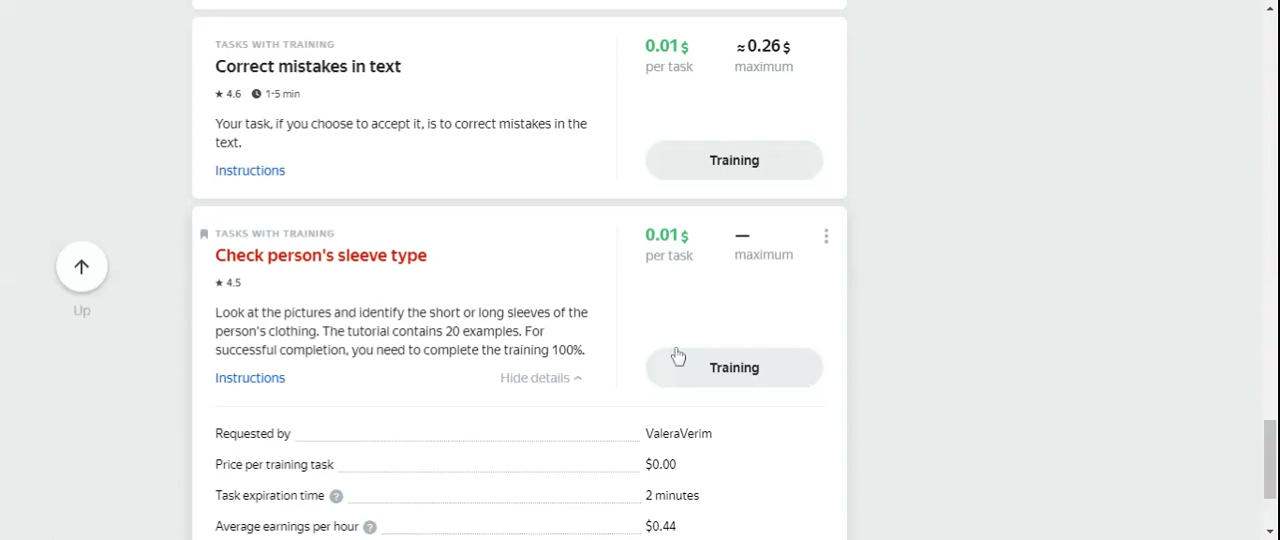 TASKS WITH TRAINING
Correct mistakes in text
★ 4.6 1-5 min
Your task, if you choose to accept it, is to correct mistakes in the
text.
Instructions
0.01 $
per task
≈ 0.26 $
maximum
Training
Up
TASKS WITH TRAINING
Check person's sleeve type
★ 4.5
Look at the pictures and identify the short or long sleeves of the
person's clothing. The tutorial contains 20 examples. For
successful completion, you need to complete the training 100%.
Instructions
Hide details
0.01 $
per task
—
maximum
Training
Requested by ValeraVerim
Price per training task $0.00
Task expiration time ? 2 minutes
Average earnings per hour ? $0.44